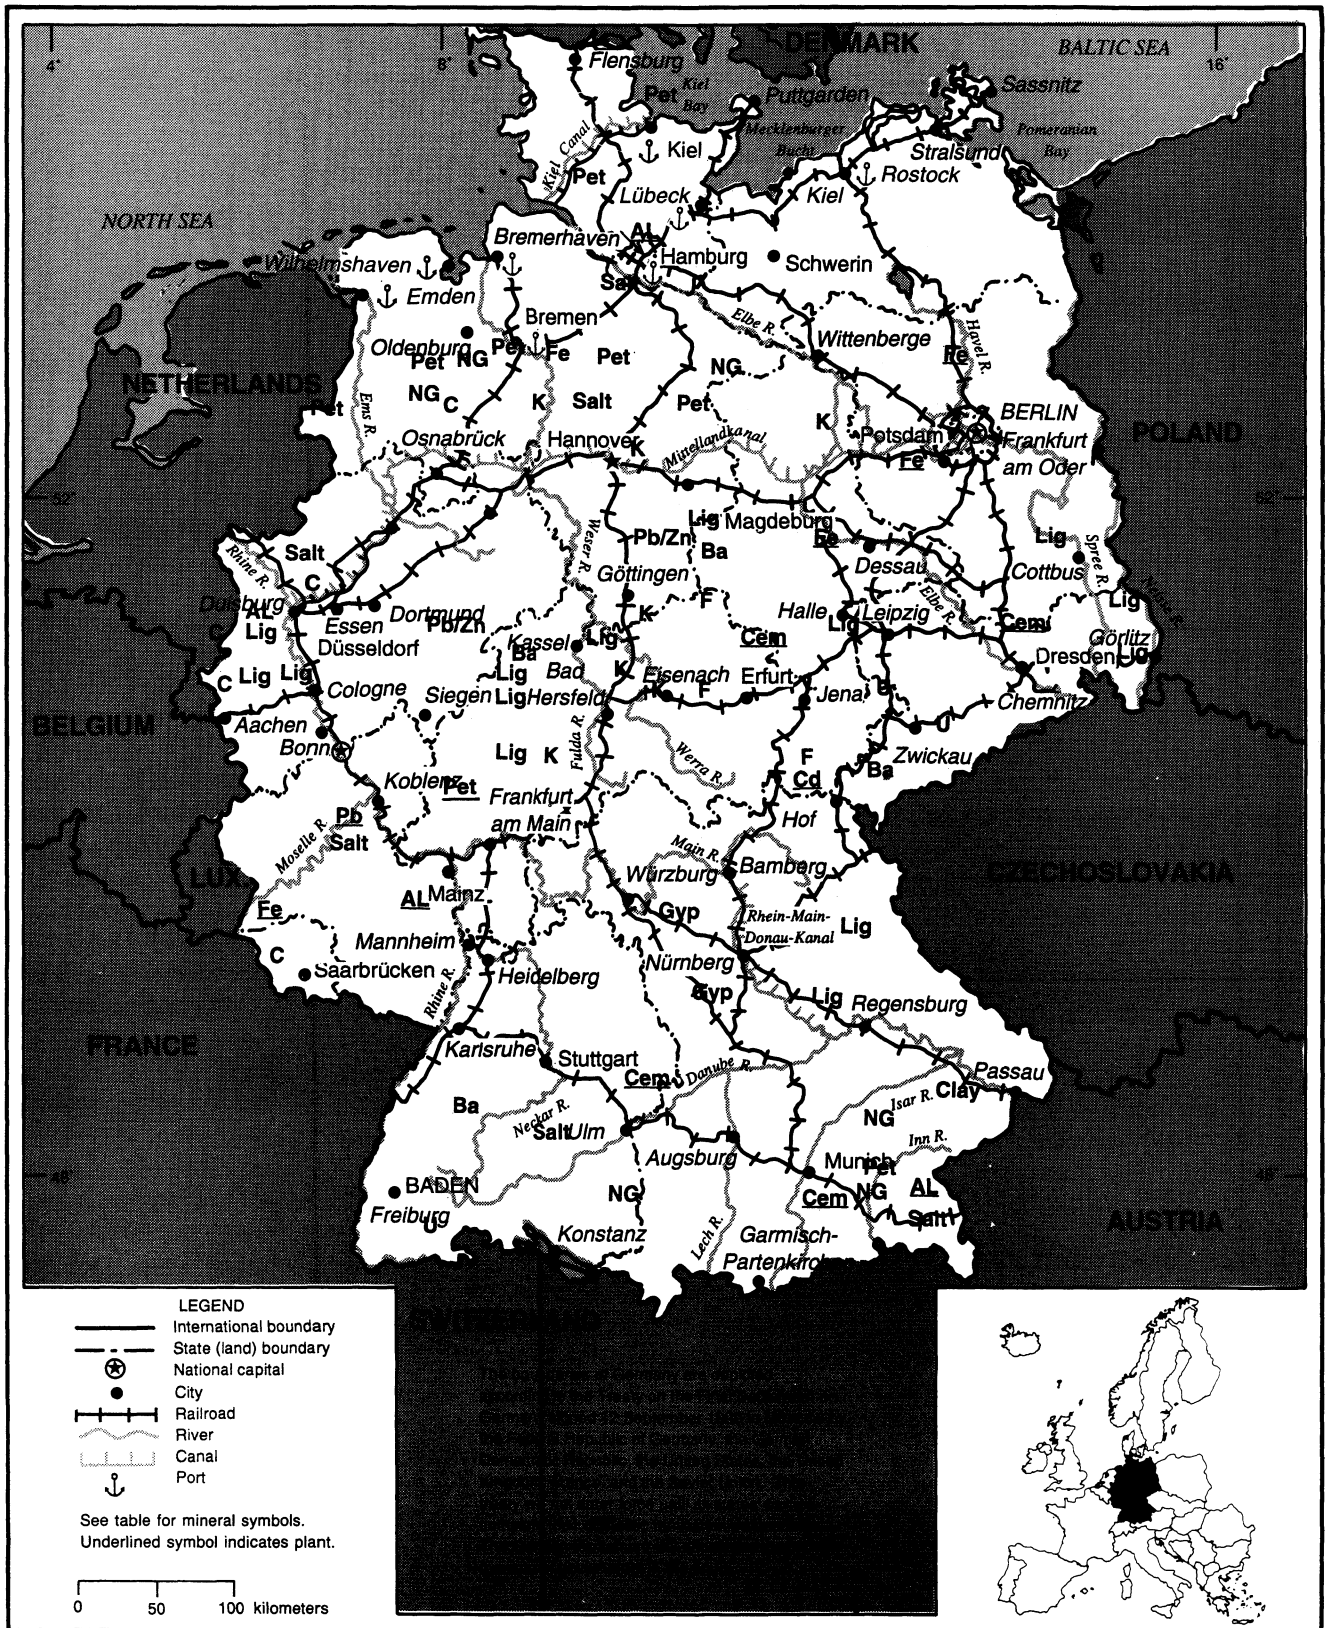 DENMARK
BALTIC SEA
4°
8°
16°
Flensburg
Pet
Kiel
Bay
Puttgarden
Sassnitz
Mecklenburger
Bucht
Pomeranian
Bay
Kiel Canal
Kiel
Stralsund
Pet
Rostock
Lübeck
Kiel
NORTH SEA
Bremerhaven
AL
Hamburg
Schwerin
Wilhelmshaven
Emden
Bremen
Elbe R.
Wittenberge
Havel R.
Oldenburg
Pet
NG
Fe
Pet
NG
Fe
NETHERLANDS
NG
C
K
Salt
Pet
K
BERLIN
Pet
Ems R.
Osnabrück
Hannover
K
Mittellandkanal
Potsdam
Frankfurt
am Oder
Fe
POLAND
52°
52°
Lig
Magdeburg
Fe
Lig
Weser R.
Pb/Zn
Ba
Salt
Rhine R.
Göttingen
Dessau
Cottbus
Spree R.
C
Duisburg
AL
Essen
Dortmund
Pb/Zn
K
F
Halle
Leipzig
Elbe R.
Lig
Neisse R.
C
Lig
Düsseldorf
Kassel
Lig
Cem
Lig
Cem
Görlitz
Ba
Bad
Hersfeld
Dresden
Lig
C
Lig
Lig
Cologne
Siegen
Lig
Lig
K
Eisenach
K
F
Erfurt
Jena
U
Chemnitz
BELGIUM
Aachen
Bonn
Lig
K
Fulda R.
Werra R.
F
Cd
U
Zwickau
Ba
Koblenz
Pet
Frankfurt
am Main
Hof
Pb
Salt
Moselle R.
Main R.
Bamberg
LUX.
Würzburg
CZECHOSLOVAKIA
Fe
AL
Mainz
Gyp
Rhein-Main-
Donau-Kanal
Lig
C
Saarbrücken
Mannheim
Heidelberg
Nürnberg
Rhine R.
Gyp
Lig
Regensburg
FRANCE
Karlsruhe
Stuttgart
Cem
Danube R.
Passau
Clay
Ba
Neckar R.
Salt
Ulm
NG
Isar R.
Inn R.
Augsburg
Munich
Pet
48°
48°
BADEN
NG
Cem
NG
AL
Freiburg
U
Salt
AUSTRIA
Konstanz
Lech R.
Garmisch-
Partenkirchen
SWITZERLAND
LEGEND
International boundary
State (land) boundary
National capital
City
Railroad
River
Canal
Port
See table for mineral symbols.
Underlined symbol indicates plant.
0 50 100 kilometers